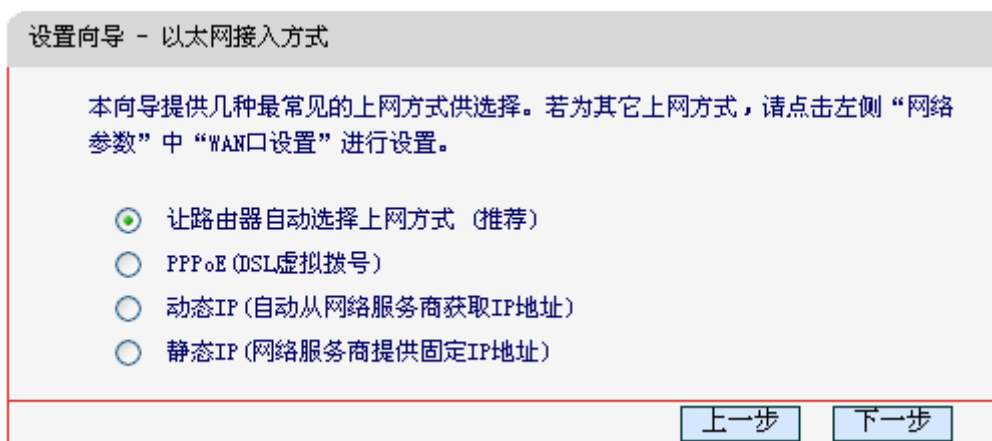 设置向导 - 以太网接入方式
本向导提供几种最常见的上网方式供选择。若为其它上网方式，请点击左侧“网络
参数”中“WAN口设置”进行设置。
让路由器自动选择上网方式（推荐）
PPPoE(DSL虚拟拨号)
动态IP(自动从网络服务商获取IP地址)
静态IP(网络服务商提供固定IP地址)
上一步 下一步